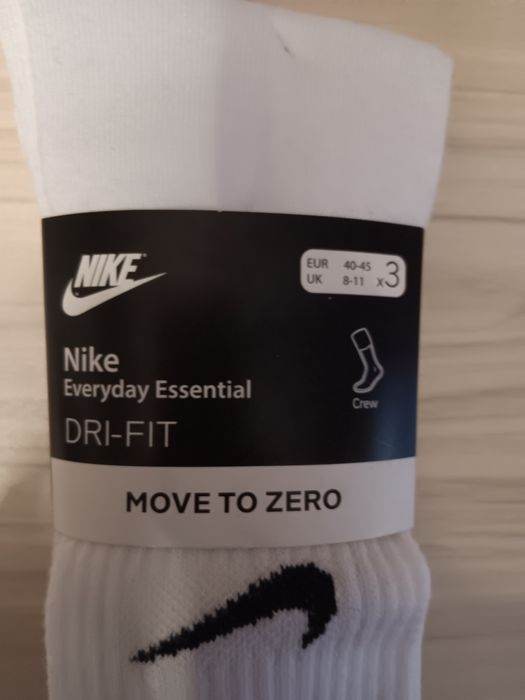 NIKE
EUR 40-45
UK 8-11 x3
Nike
Everyday Essential
DRI-FIT
Crew
MOVE TO ZERO